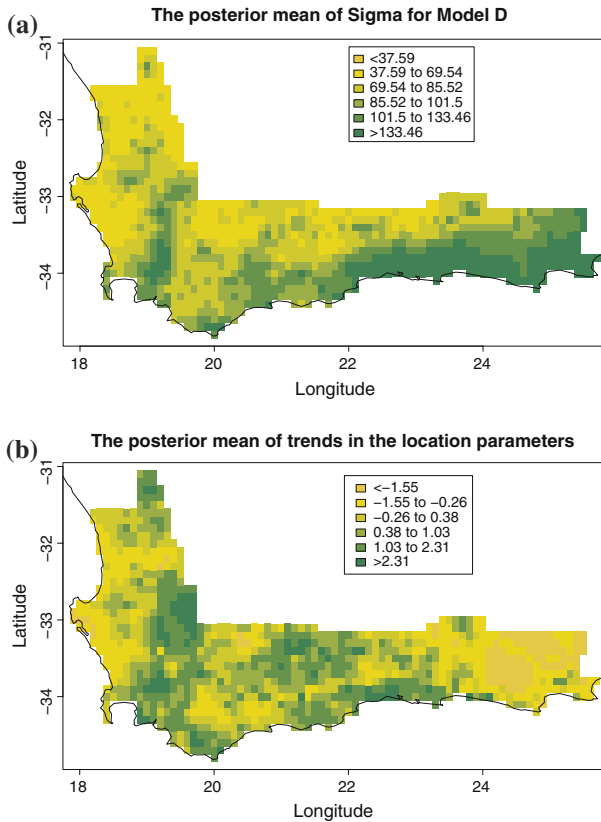 (a)
The posterior mean of Sigma for Model D
<37.59
37.59 to 69.54
69.54 to 85.52
85.52 to 101.5
101.5 to 133.46
>133.46
Latitude
−31
−32
−33
−34
18 20 22 24
Longitude
(b)
The posterior mean of trends in the location parameters
<−1.55
−1.55 to −0.26
−0.26 to 0.38
0.38 to 1.03
1.03 to 2.31
>2.31
Latitude
−31
−32
−33
−34
18 20 22 24
Longitude